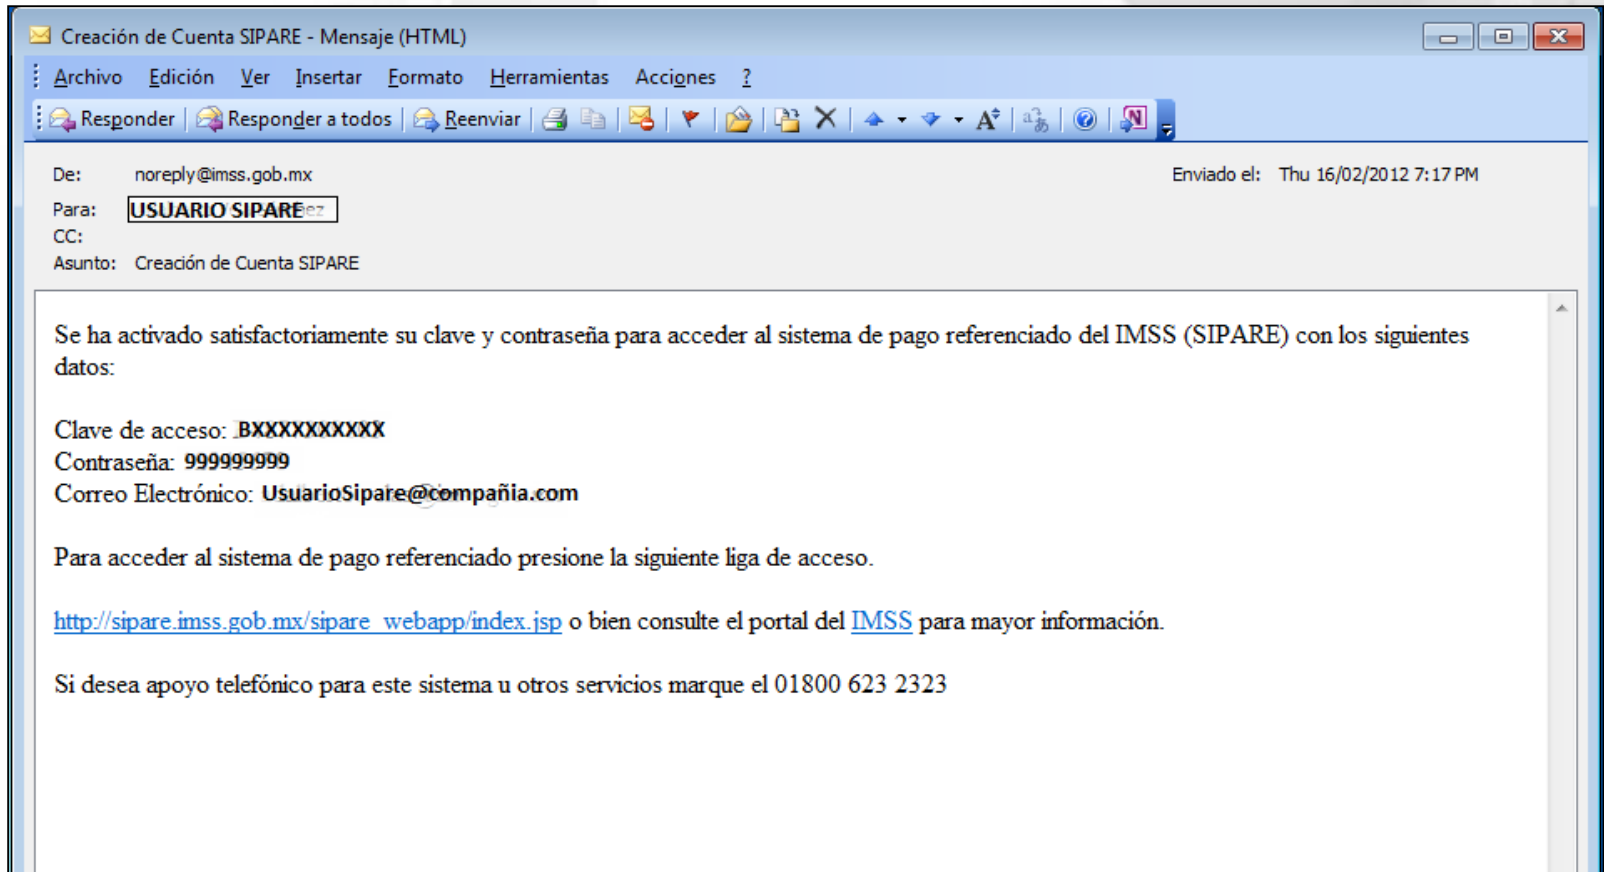 Creación de Cuenta SIPARE - Mensaje (HTML)
Archivo Edición Ver Insertar Formato Herramientas Acciones ?
Responder Responder a todos Reenviar
De: noreply@imss.gob.mx Enviado el: Thu 16/02/2012 7:17 PM
Para: USUARIO SIPARE
CC:
Asunto: Creación de Cuenta SIPARE
Se ha activado satisfactoriamente su clave y contraseña para acceder al sistema de pago referenciado del IMSS (SIPARE) con los siguientes
datos:
Clave de acceso: BXXXXXXXXXX
Contraseña: 999999999
Correo Electrónico: UsuarioSipare@compañia.com
Para acceder al sistema de pago referenciado presione la siguiente liga de acceso.
http://sipare.imss.gob.mx/sipare_webapp/index.jsp o bien consulte el portal del IMSS para mayor información.
Si desea apoyo telefónico para este sistema u otros servicios marque el 01800 623 2323